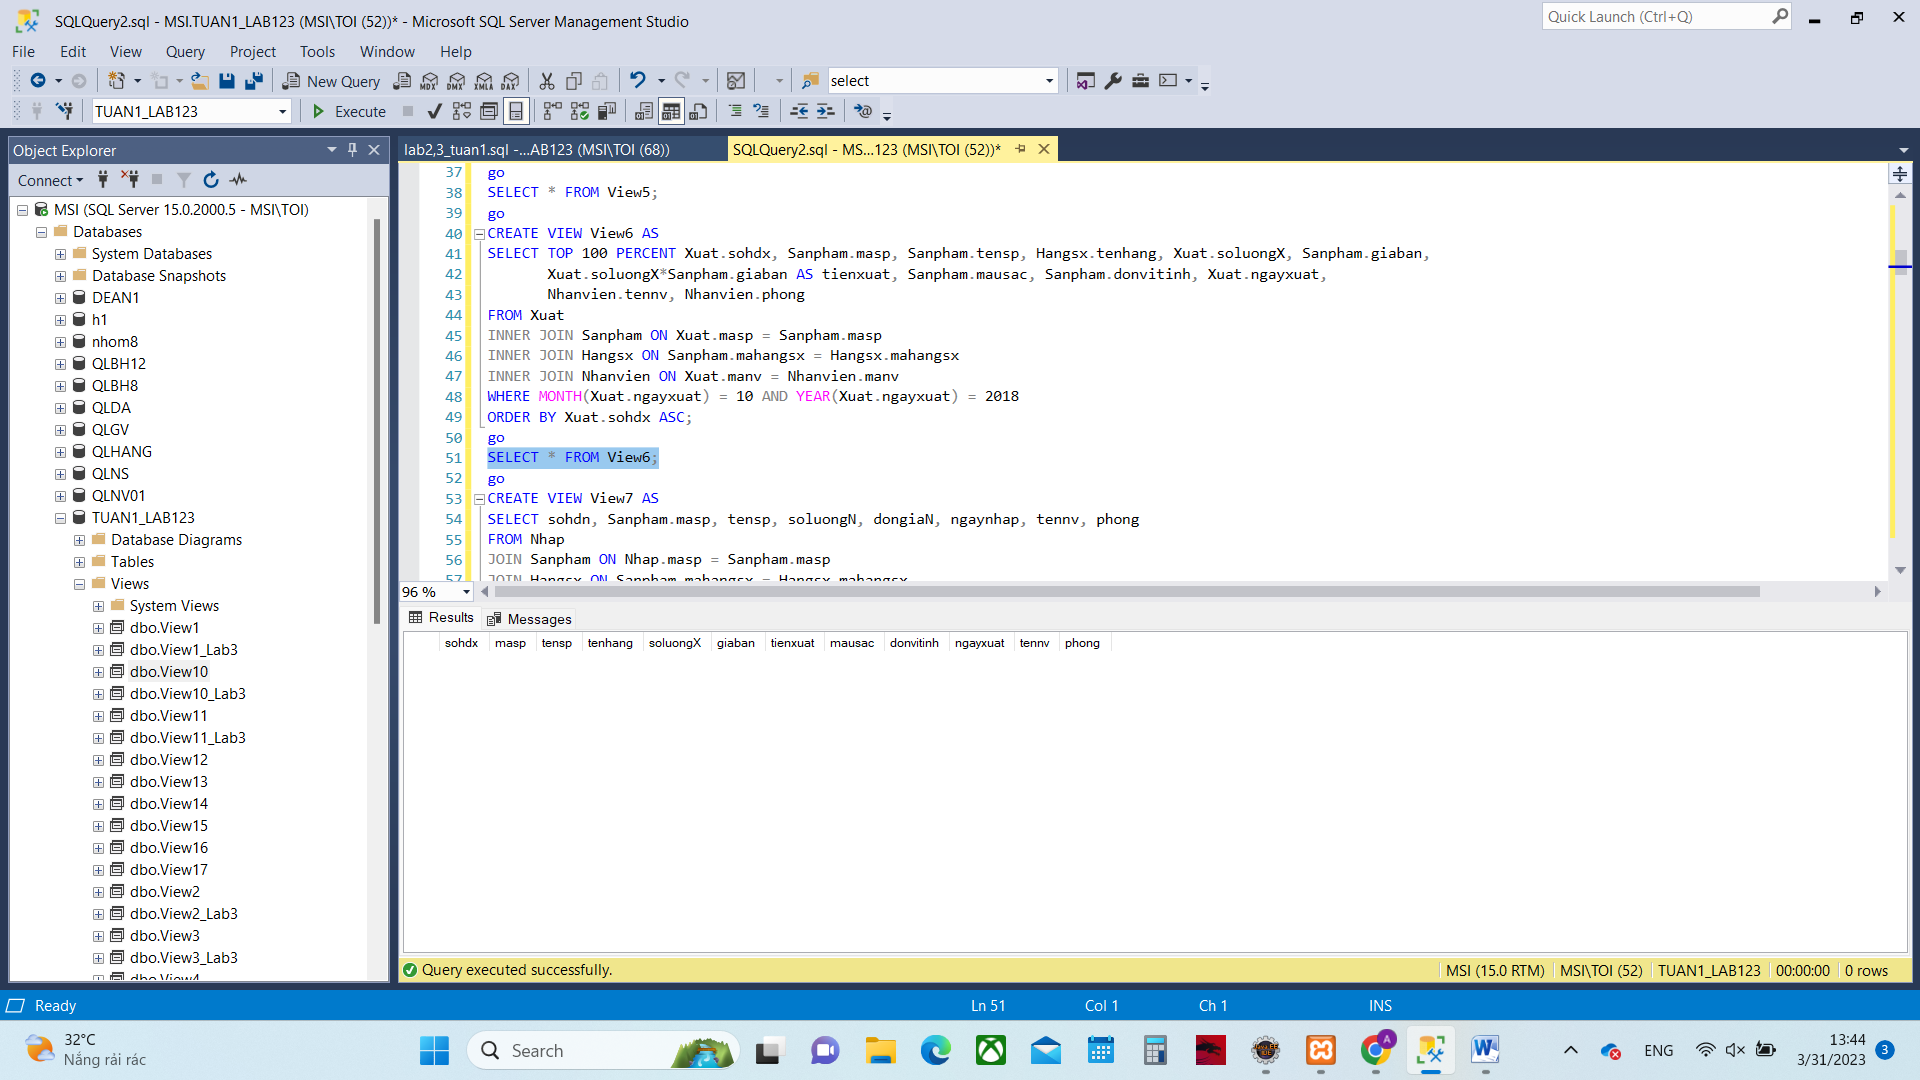 SQLQuery2.sql - MSI.TUAN1_LAB123 (MSI\TOI (52))* - Microsoft SQL Server Management Studio
Quick Launch (Ctrl+Q)
File Edit View Query Project Tools Window Help
New Query
MDX DMX XMLA DAX
select
TUAN1_LAB123
Execute
Object Explorer
lab2,3_tuan1.sql -...AB123 (MSI\TOI (68))
SQLQuery2.sql - MS...123 (MSI\TOI (52))*
Connect
MSI (SQL Server 15.0.2000.5 - MSI\TOI)
Databases
System Databases
Database Snapshots
DEAN1
h1
nhom8
QLBH12
QLBH8
QLDA
QLGV
QLHANG
QLNS
QLNV01
TUAN1_LAB123
Database Diagrams
Tables
Views
System Views
dbo.View1
dbo.View1_Lab3
dbo.View10
dbo.View10_Lab3
dbo.View11
dbo.View11_Lab3
dbo.View12
dbo.View13
dbo.View14
dbo.View15
dbo.View16
dbo.View17
dbo.View2
dbo.View2_Lab3
dbo.View3
dbo.View3_Lab3
dbo.View4
37 go
38 SELECT * FROM View5;
39 go
40 CREATE VIEW View6 AS
41 SELECT TOP 100 PERCENT Xuat.sohdx, Sanpham.masp, Sanpham.tensp, Hangsx.tenhang, Xuat.soluongX, Sanpham.giaban,
42 Xuat.soluongX*Sanpham.giaban AS tienxuat, Sanpham.mausac, Sanpham.donvitinh, Xuat.ngayxuat,
43 Nhanvien.tennv, Nhanvien.phong
44 FROM Xuat
45 INNER JOIN Sanpham ON Xuat.masp = Sanpham.masp
46 INNER JOIN Hangsx ON Sanpham.mahangsx = Hangsx.mahangsx
47 INNER JOIN Nhanvien ON Xuat.manv = Nhanvien.manv
48 WHERE MONTH(Xuat.ngayxuat) = 10 AND YEAR(Xuat.ngayxuat) = 2018
49 ORDER BY Xuat.sohdx ASC;
50 go
51 SELECT * FROM View6;
52 go
53 CREATE VIEW View7 AS
54 SELECT sohdn, Sanpham.masp, tensp, soluongN, dongiaN, ngaynhap, tennv, phong
55 FROM Nhap
56 JOIN Sanpham ON Nhap.masp = Sanpham.masp
57 JOIN Hangsx ON Sanpham.mahangsx = Hangsx.mahangsx
96 %
Results Messages
sohdx masp tensp tenhang soluongX giaban tienxuat mausac donvitinh ngayxuat tennv phong
Query executed successfully.
MSI (15.0 RTM) MSI\TOI (52) TUAN1_LAB123 00:00:00 0 rows
Ready Ln 51 Col 1 Ch 1 INS
32°C
Nắng rải rác
Search
A
ENG
13:44
3/31/2023
3